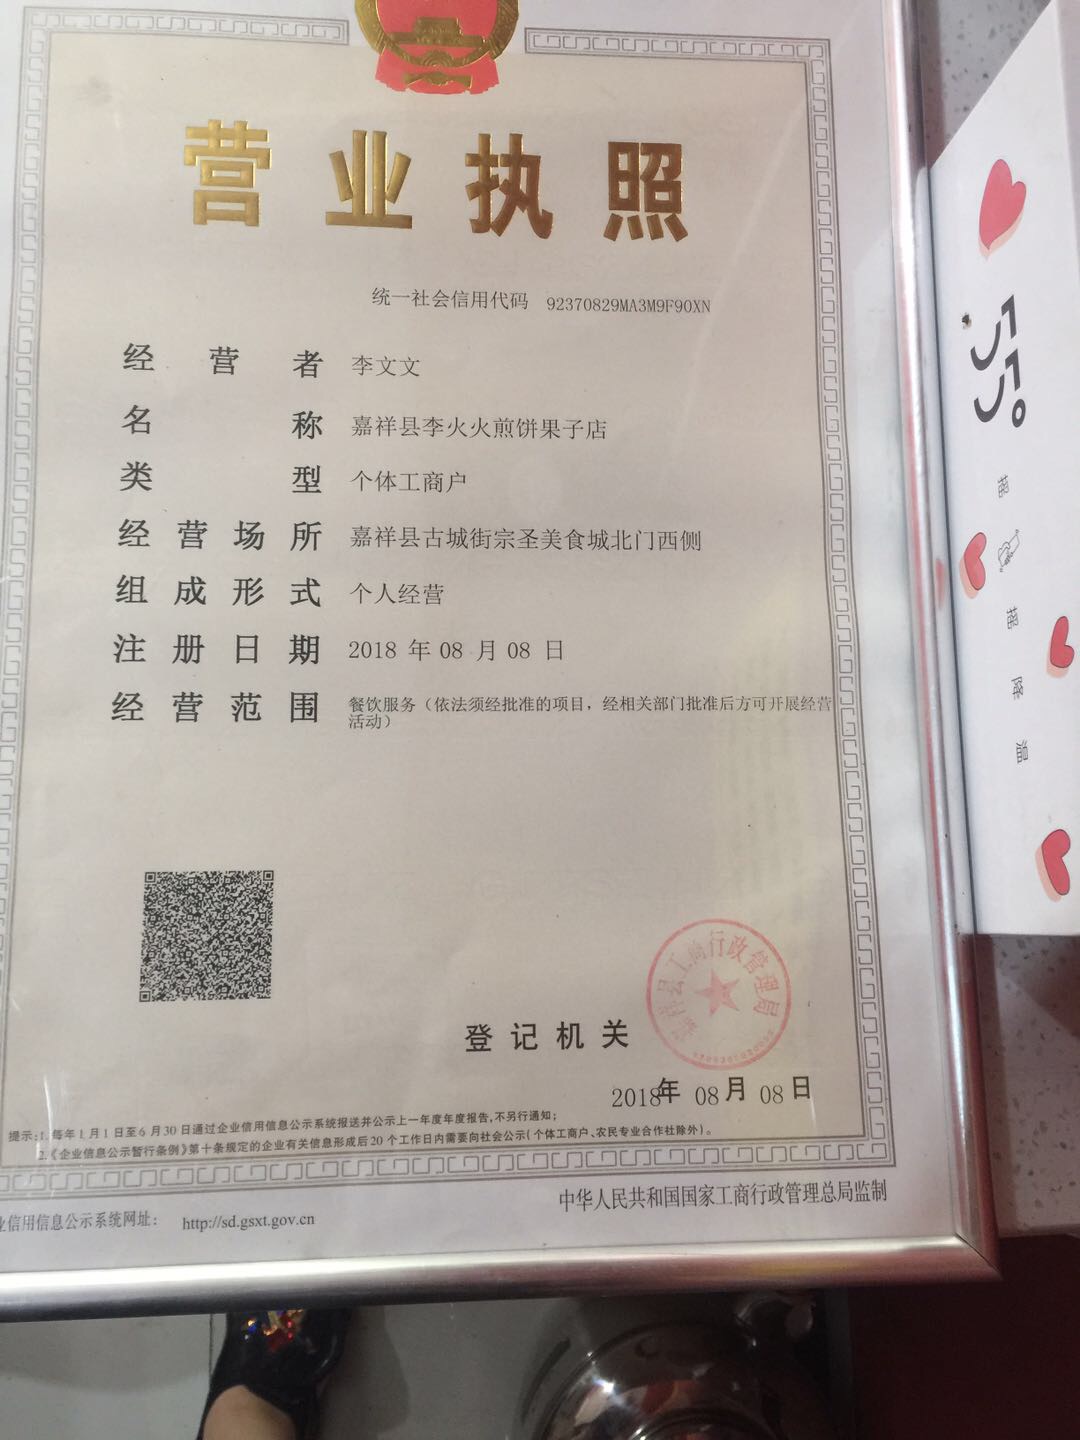 营业执照
统一社会信用代码 92370829MA3M9F90XN
经营者 李文文
名称 嘉祥县李火火煎饼果子店
类型 个体工商户
经营场所 嘉祥县古城街宗圣美食城北门西侧
组成形式 个人经营
注册日期 2018 年 08 月 08 日
经营范围 餐饮服务（依法须经批准的项目，经相关部门批准后方可开展经营
活动）
嘉祥县工商行政管理局
登记机关
2018年 08月 08日
提示：1.每年1月1日至6月30日通过企业信用信息公示系统报送并公示上一年度年度报告，不另行通知；
2.《企业信息公示暂行条例》第十条规定的企业有关信息形成后20个工作日内需要向社会公示（个体工商户、农民专业合作社除外）。
业信用信息公示系统网址： http://sd.gsxt.gov.cn
中华人民共和国国家工商行政管理总局监制